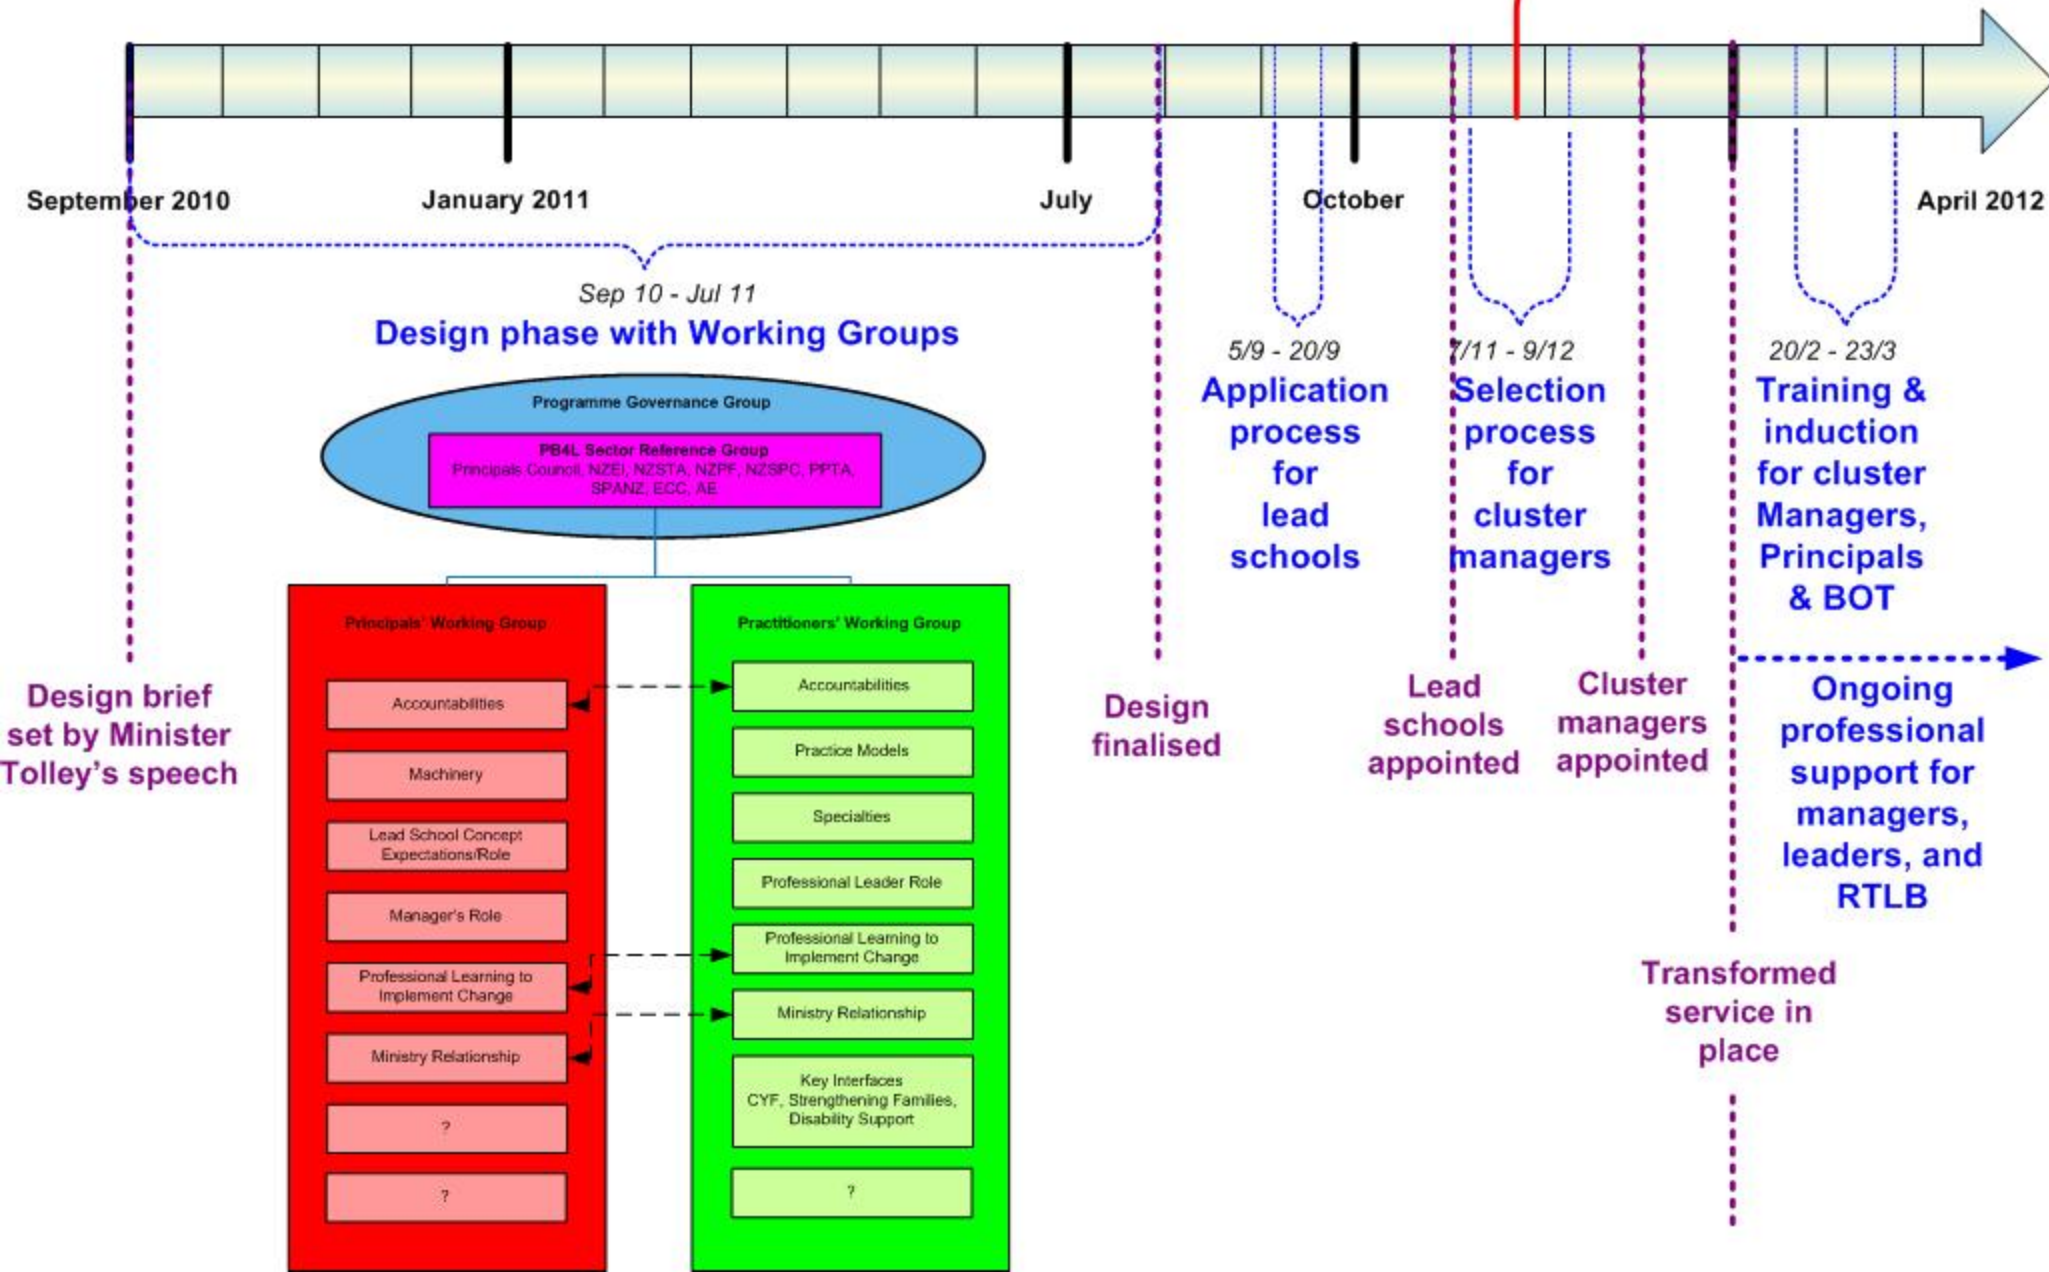 September 2010
January 2011
July
October
April 2012
Sep 10 - Jul 11
Design phase with Working Groups
Programme Governance Group
PB4L Sector Reference Group
Principals Council, NZEI, NZSTA, NZPF, NZSPC, PPTA,
SPANZ, ECC, AE
Principals' Working Group
Accountabilities
Machinery
Lead School Concept
Expectations/Role
Manager's Role
Professional Learning to
Implement Change
Ministry Relationship
?
?
Practitioners' Working Group
Accountabilities
Practice Models
Specialties
Professional Leader Role
Professional Learning to
Implement Change
Ministry Relationship
Key Interfaces
CYF, Strengthening Families,
Disability Support
?
5/9 - 20/9
Application
process
for
lead
schools
7/11 - 9/12
Selection
process
for
cluster
managers
20/2 - 23/3
Training &
induction
for cluster
Managers,
Principals
& BOT
Design brief
set by Minister
Tolley's speech
Design
finalised
Lead
schools
appointed
Cluster
managers
appointed
Ongoing
professional
support for
managers,
leaders, and
RTLB
Transformed
service in
place